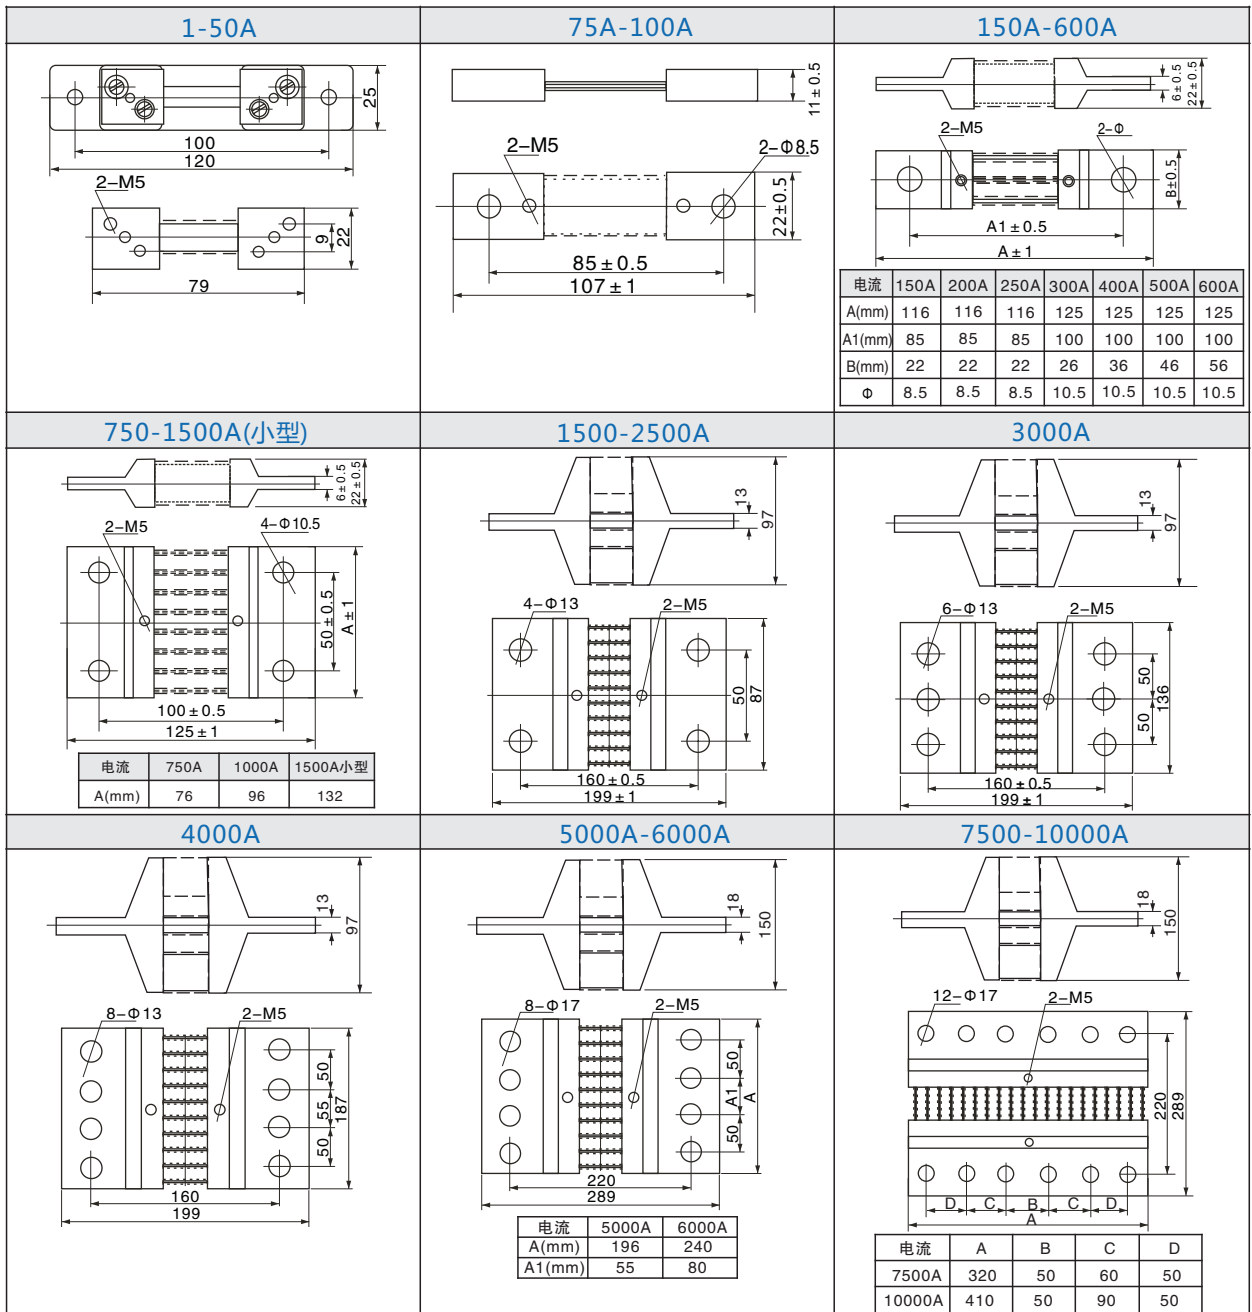 1-50A
25
100
120
2-M5
9
22
79
75A-100A
11±0.5
2-M5
2-Φ8.5
22±0.5
85±0.5
107±1
150A-600A
6±0.5
22±0.5
2-M5
2-Φ
B±0.5
A1±0.5
A±1
电流 150A 200A 250A 300A 400A 500A 600A
A(mm) 116 116 116 125 125 125 125
A1(mm) 85 85 85 100 100 100 100
B(mm) 22 22 22 26 36 46 56
Φ 8.5 8.5 8.5 10.5 10.5 10.5 10.5
750-1500A(小型)
6±0.5
22±0.5
2-M5
4-Φ10.5
50±0.5
A±1
100±0.5
125±1
电流 750A 1000A 1500A小型
A(mm) 76 96 132
1500-2500A
13
97
4-Φ13
2-M5
50
87
160±0.5
199±1
3000A
13
97
6-Φ13
2-M5
50
50
136
160±0.5
199±1
4000A
13
97
8-Φ13
2-M5
50
55
50
187
160
199
5000A-6000A
18
150
8-Φ17
2-M5
50
A1
50
A
220
289
电流 5000A 6000A
A(mm) 196 240
A1(mm) 55 80
7500-10000A
18
150
12-Φ17
2-M5
220
289
D C B C D
A
电流 A B C D
7500A 320 50 60 50
10000A 410 50 90 50